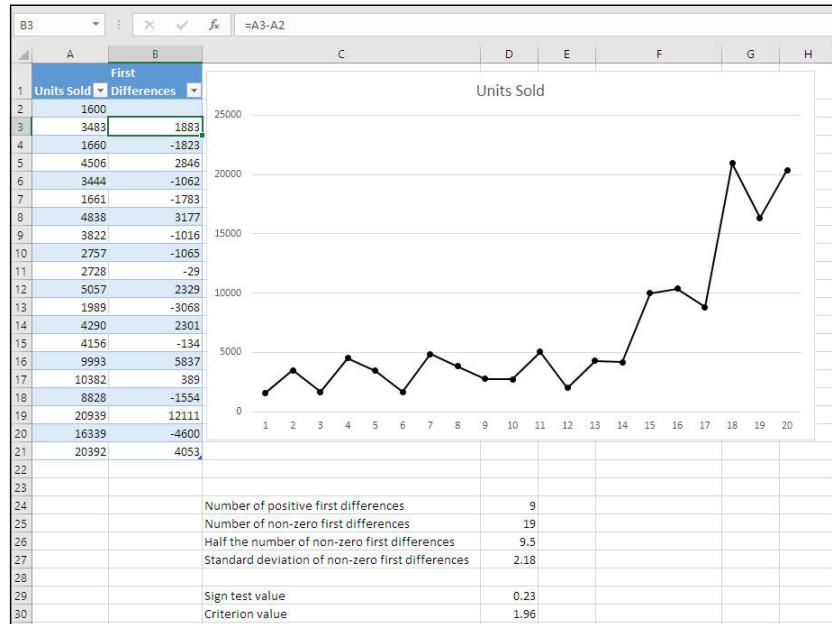 B3 fx =A3-A2
A B C D E F G H
First
1 Units Sold Differences
2 1600
3 3483 1883
4 1660 -1823
5 4506 2846
6 3444 -1062
7 1661 -1783
8 4838 3177
9 3822 -1016
10 2757 -1065
11 2728 -29
12 5057 2329
13 1989 -3068
14 4290 2301
15 4156 -134
16 9993 5837
17 10382 389
18 8828 -1554
19 20939 12111
20 16339 -4600
21 20392 4053
22
23
Units Sold
25000
20000
15000
10000
5000
0
1 2 3 4 5 6 7 8 9 10 11 12 13 14 15 16 17 18 19 20
24 Number of positive first differences 9
25 Number of non-zero first differences 19
26 Half the number of non-zero first differences 9.5
27 Standard deviation of non-zero first differences 2.18
28
29 Sign test value 0.23
30 Criterion value 1.96